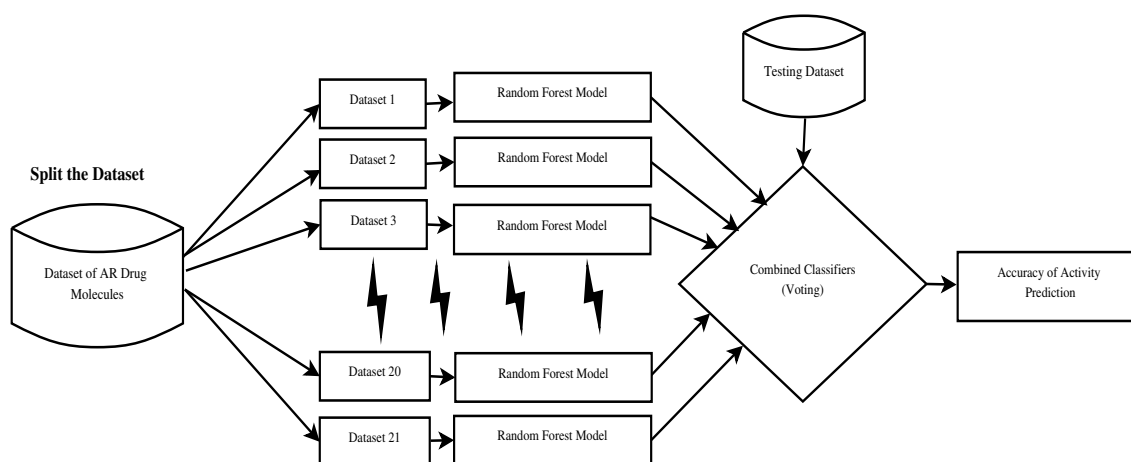 Split the Dataset
Dataset of AR Drug
Molecules
Dataset 1
Random Forest Model
Dataset 2
Random Forest Model
Dataset 3
Random Forest Model
Dataset 20
Random Forest Model
Dataset 21
Random Forest Model
Testing Dataset
Combined Classifiers
(Voting)
Accuracy of Activity
Prediction